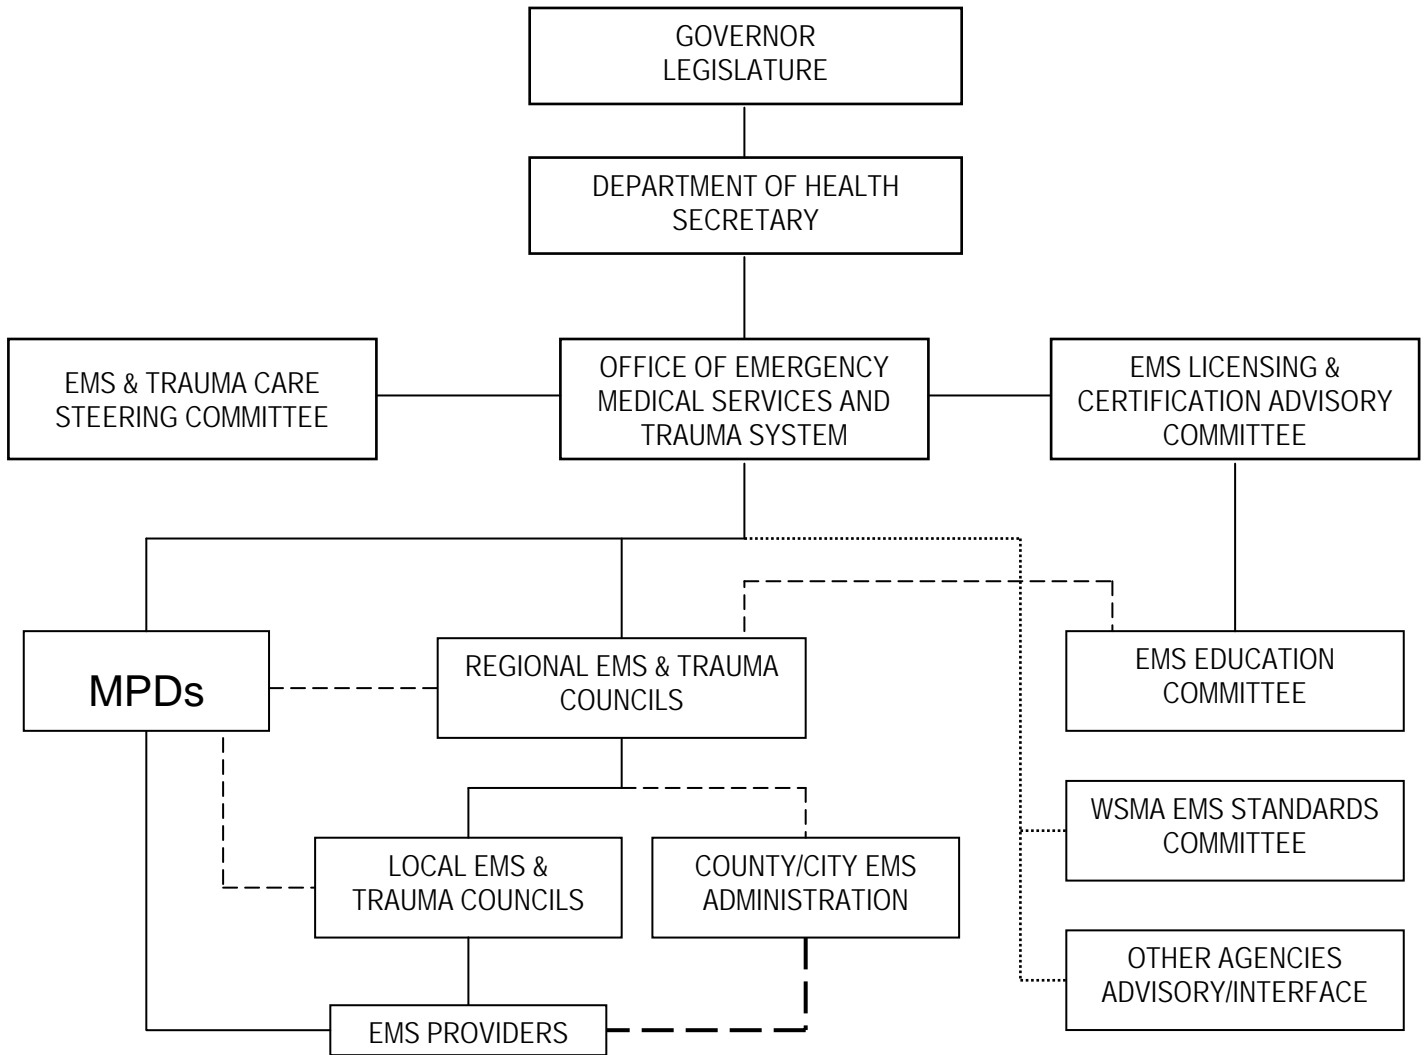 GOVERNOR
LEGISLATURE
DEPARTMENT OF HEALTH
SECRETARY
EMS & TRAUMA CARE
STEERING COMMITTEE
OFFICE OF EMERGENCY
MEDICAL SERVICES AND
TRAUMA SYSTEM
EMS LICENSING &
CERTIFICATION ADVISORY
COMMITTEE
MPDs
REGIONAL EMS & TRAUMA
COUNCILS
EMS EDUCATION
COMMITTEE
WSMA EMS STANDARDS
COMMITTEE
LOCAL EMS &
TRAUMA COUNCILS
COUNTY/CITY EMS
ADMINISTRATION
OTHER AGENCIES
ADVISORY/INTERFACE
EMS PROVIDERS